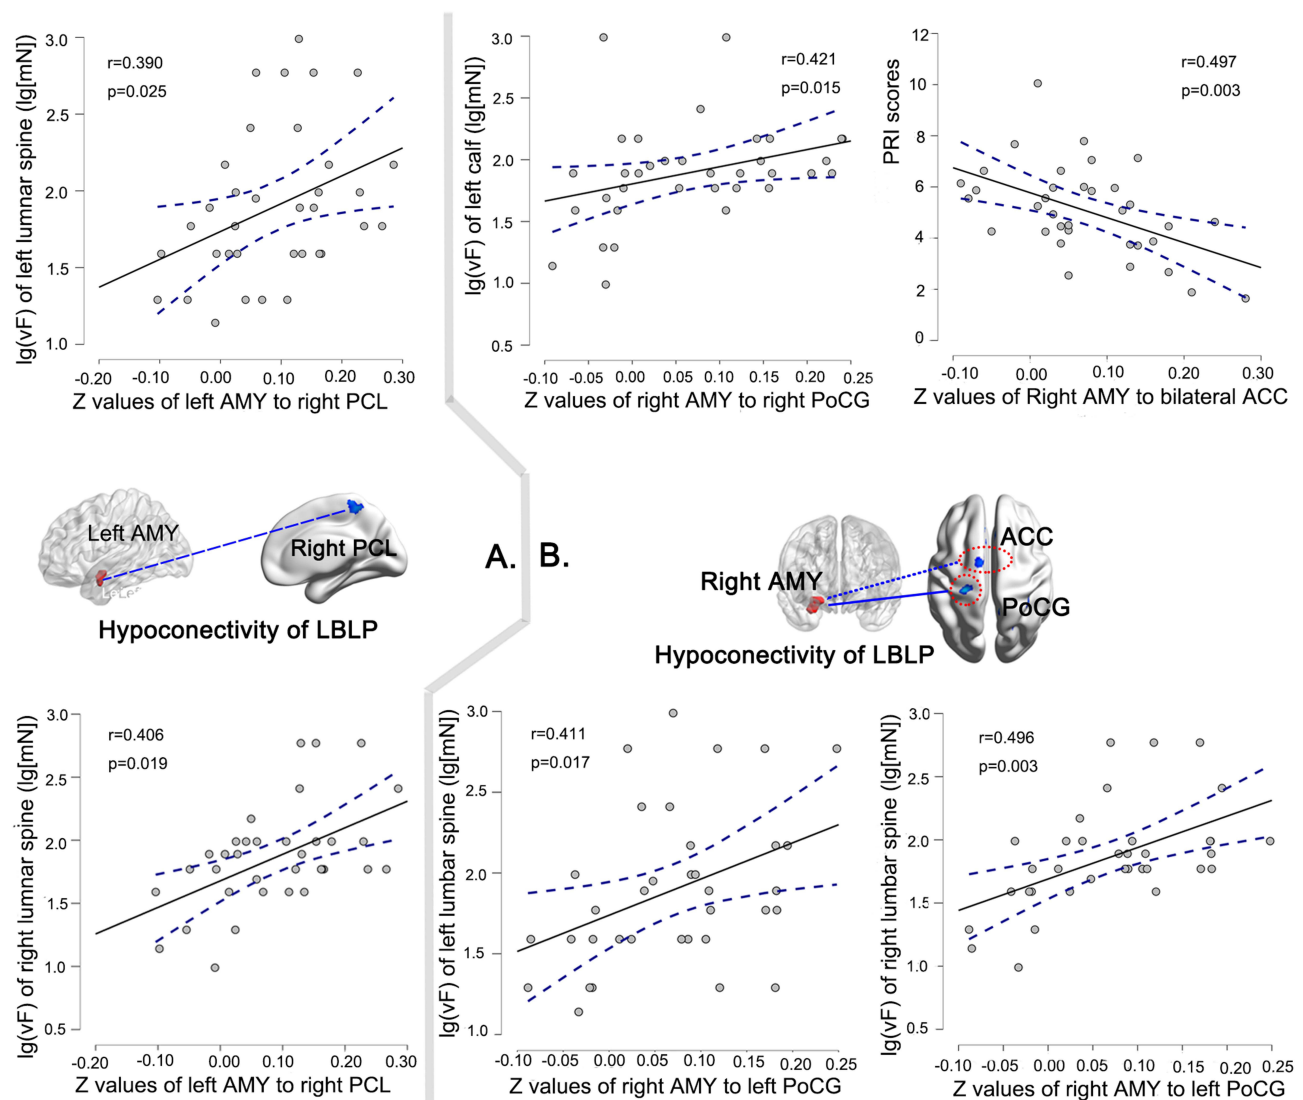 lg(vF) of left lumnar spine (lg[mN])
3.0
2.5
2.0
1.5
1.0
r=0.390
p=0.025
-0.20 -0.10 0.00 0.10 0.20 0.30
Z values of left AMY to right PCL
lg(vF) of left calf (lg[mN])
3.0
2.5
2.0
1.5
1.0
0.5
r=0.421
p=0.015
-0.10 -0.05 0.00 0.05 0.10 0.15 0.20 0.25
Z values of right AMY to right PoCG
PRI scores
12
10
8
6
4
2
0
r=0.497
p=0.003
-0.10 0.00 0.10 0.20 0.30
Z values of Right AMY to bilateral ACC
Left AMY
Right PCL
Hypoconectivity of LBLP
A. B.
Right AMY
ACC
PoCG
Hypoconectivity of LBLP
lg(vF) of right lumnar spine (lg[mN])
3.0
2.5
2.0
1.5
1.0
0.5
r=0.406
p=0.019
-0.20 -0.10 0.00 0.10 0.20 0.30
Z values of left AMY to right PCL
lg(vF) of left lumbar spine (lg[mN])
3.0
2.5
2.0
1.5
1.0
r=0.411
p=0.017
-0.10 -0.05 0.00 0.05 0.10 0.15 0.20 0.25
Z values of right AMY to left PoCG
lg(vF) of right lumbar spine (lg[mN])
3.0
2.5
2.0
1.5
1.0
0.5
r=0.496
p=0.003
-0.10 -0.05 0.00 0.05 0.10 0.15 0.20 0.25
Z values of right AMY to left PoCG